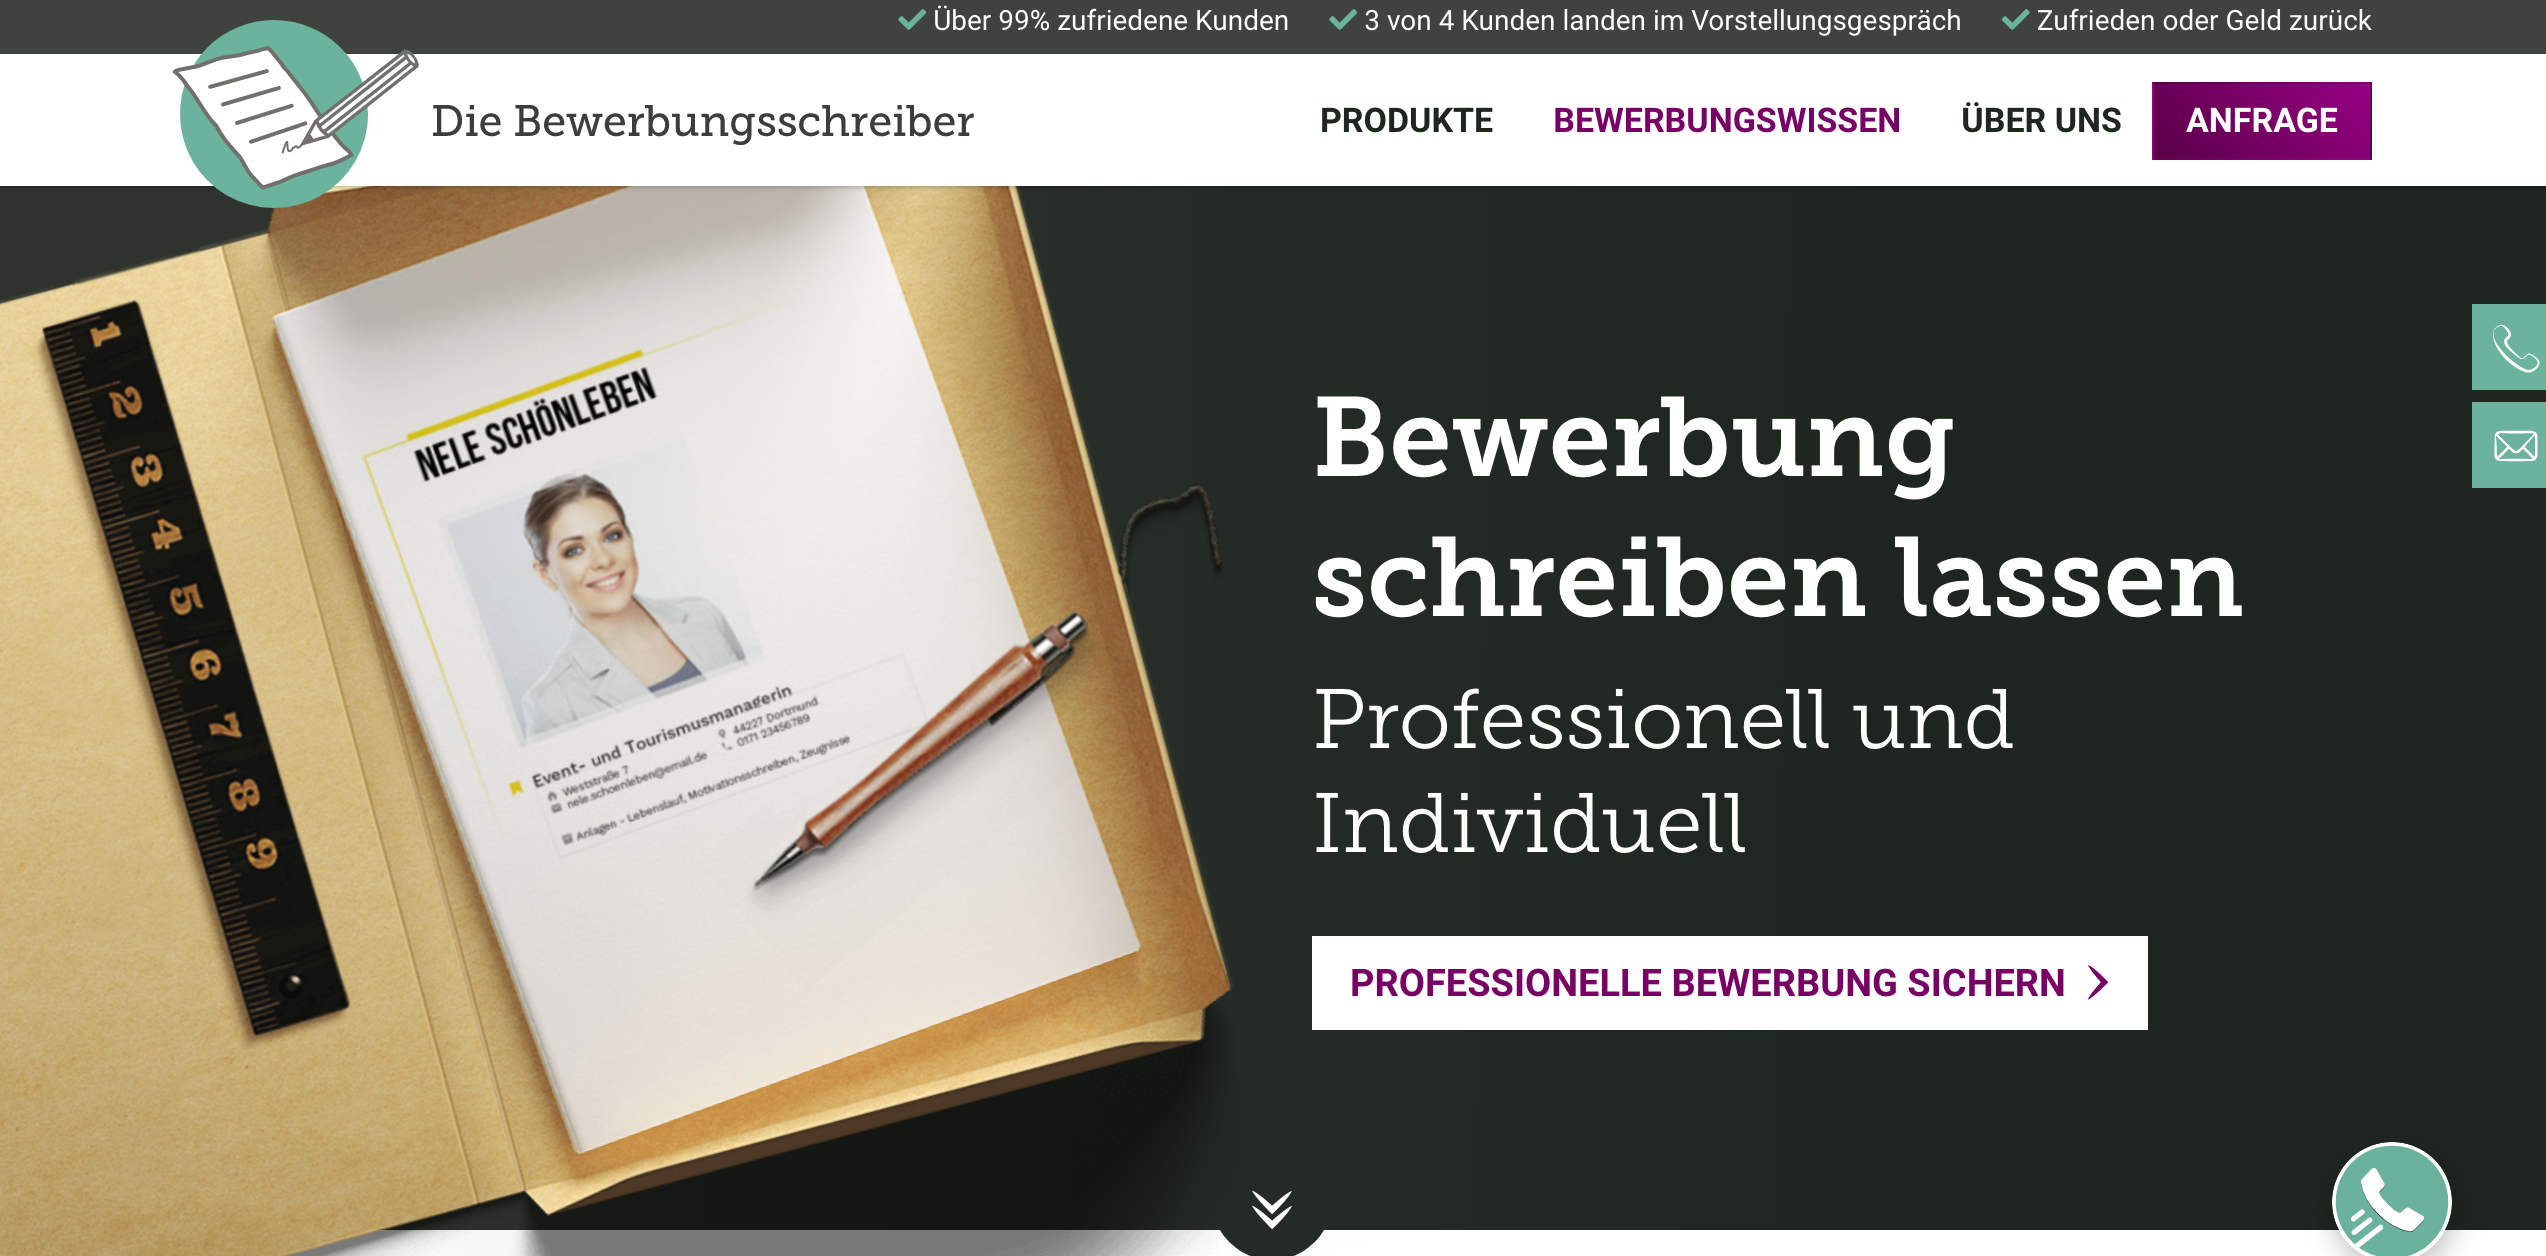 Über 99% zufriedene Kunden
3 von 4 Kunden landen im Vorstellungsgespräch
Zufrieden oder Geld zurück
Die Bewerbungsschreiber
PRODUKTE
BEWERBUNGSWISSEN
ÜBER UNS
ANFRAGE
1
2
3
4
5
6
7
8
9
NELE SCHÖNLEBEN
Event- und Tourismusmanagerin
Weststraße 7
44227 Dortmund
nele.schoenleben@email.de
0171 23456789
Anlagen - Lebenslauf, Motivationsschreiben, Zeugnisse
Bewerbung
schreiben lassen
Professionell und
Individuell
PROFESSIONELLE BEWERBUNG SICHERN